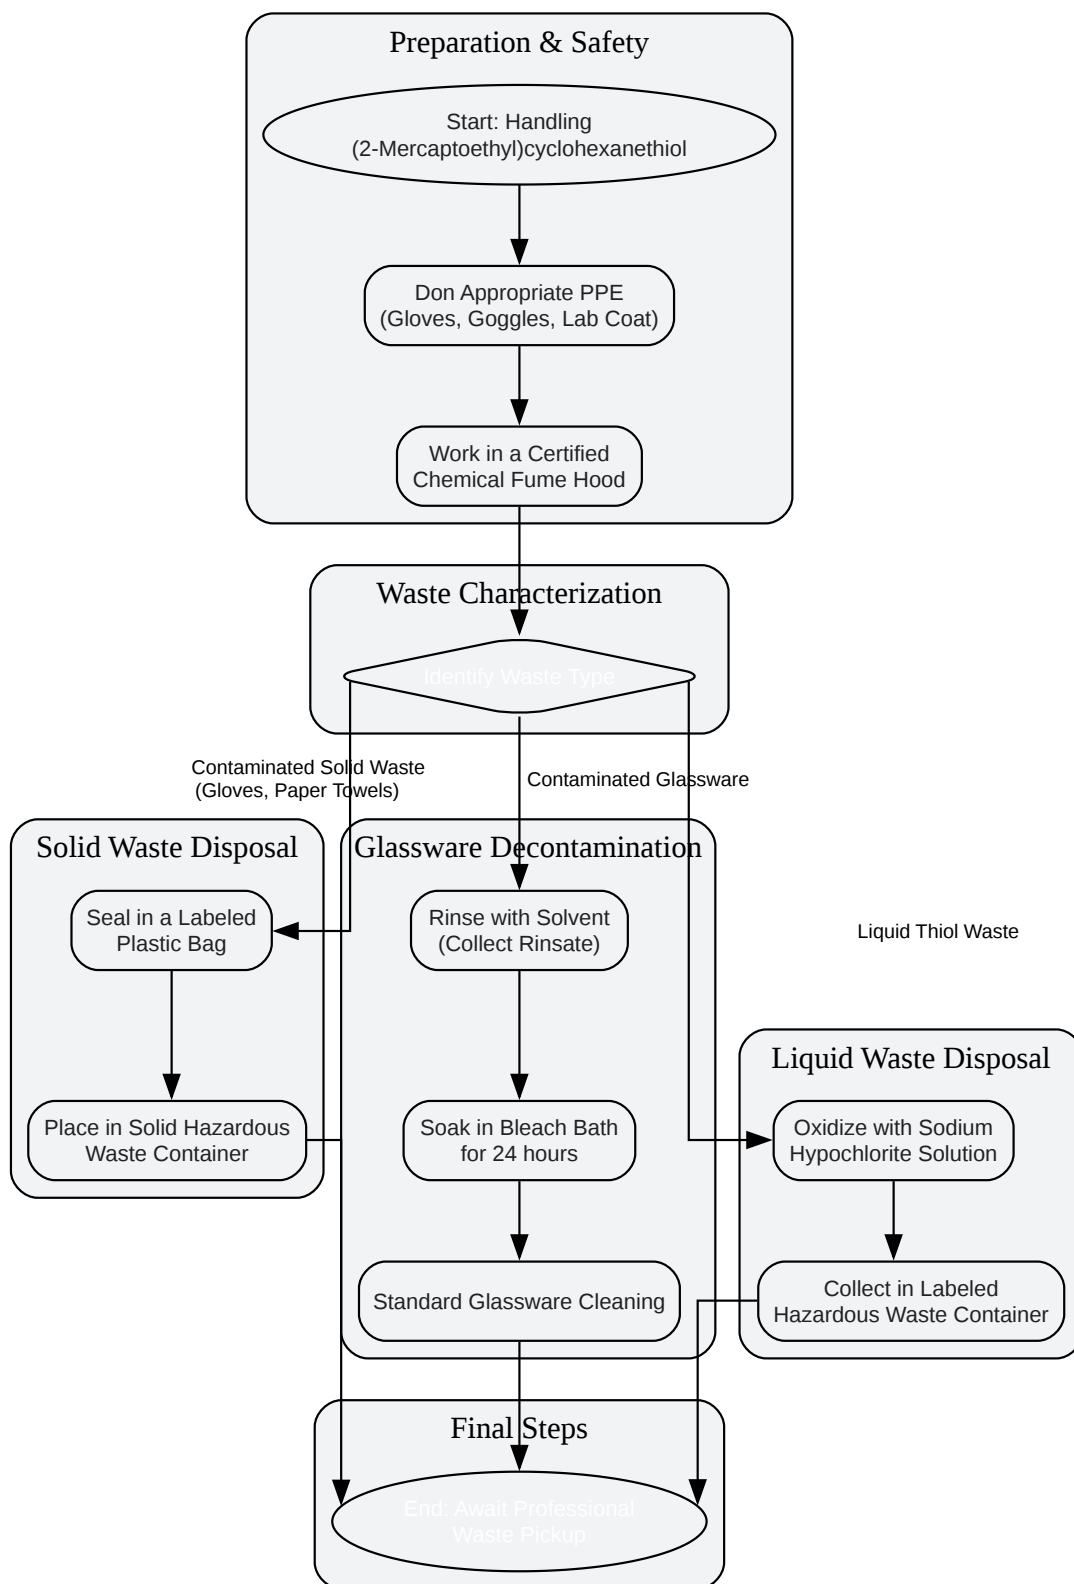 Preparation & Safety
Start: Handling
(2-Mercaptoethyl)cyclohexanethiol
Don Appropriate PPE
(Gloves, Goggles, Lab Coat)
Work in a Certified
Chemical Fume Hood
Waste Characterization
Identify Waste Type
Contaminated Solid Waste
(Gloves, Paper Towels)
Contaminated Glassware
Liquid Thiol Waste
Solid Waste Disposal
Seal in a Labeled
Plastic Bag
Place in Solid Hazardous
Waste Container
Glassware Decontamination
Rinse with Solvent
(Collect Rinsate)
Soak in Bleach Bath
for 24 hours
Standard Glassware Cleaning
Liquid Waste Disposal
Oxidize with Sodium
Hypochlorite Solution
Collect in Labeled
Hazardous Waste Container
Final Steps
End: Await Professional
Waste Pickup